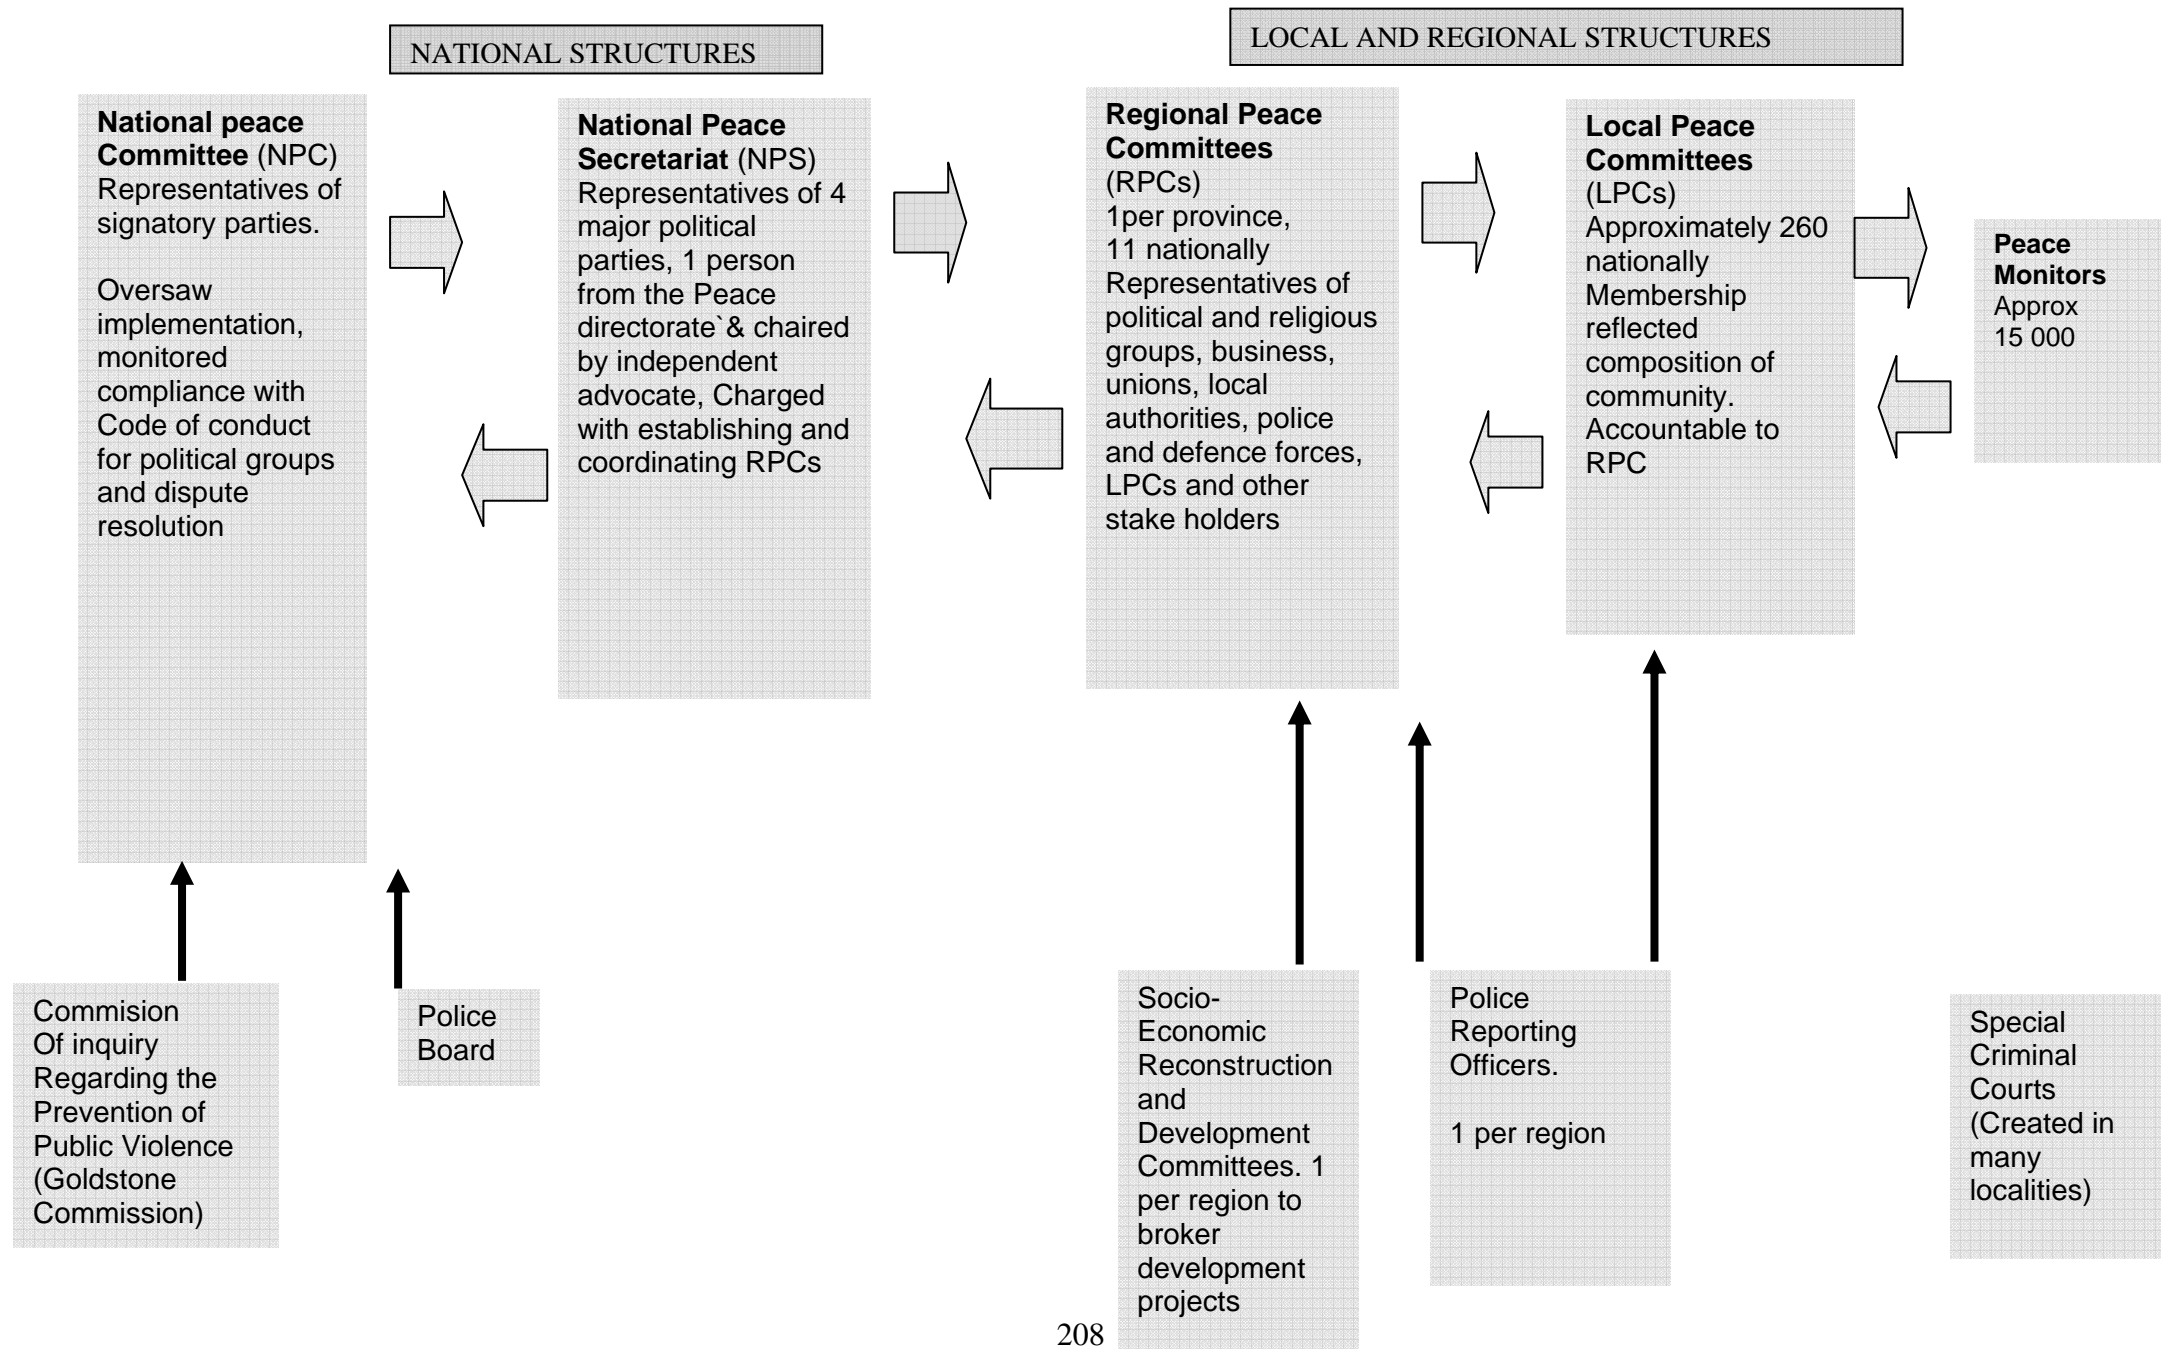 NATIONAL STRUCTURES
LOCAL AND REGIONAL STRUCTURES
National peace
Committee (NPC)
Representatives of
signatory parties.
Oversaw
implementation,
monitored
compliance with
Code of conduct
for political groups
and dispute
resolution
National Peace
Secretariat (NPS)
Representatives of 4
major political
parties, 1 person
from the Peace
directorate`& chaired
by independent
advocate, Charged
with establishing and
coordinating RPCs
Regional Peace
Committees
(RPCs)
1per province,
11 nationally
Representatives of
political and religious
groups, business,
unions, local
authorities, police
and defence forces,
LPCs and other
stake holders
Local Peace
Committees
(LPCs)
Approximately 260
nationally
Membership
reflected
composition of
community.
Accountable to
RPC
Peace
Monitors
Approx
15 000
Commision
Of inquiry
Regarding the
Prevention of
Public Violence
(Goldstone
Commission)
Police
Board
Socio-
Economic
Reconstruction
and
Development
Committees. 1
per region to
broker
development
projects
Police
Reporting
Officers.
1 per region
Special
Criminal
Courts
(Created in
many
localities)
208